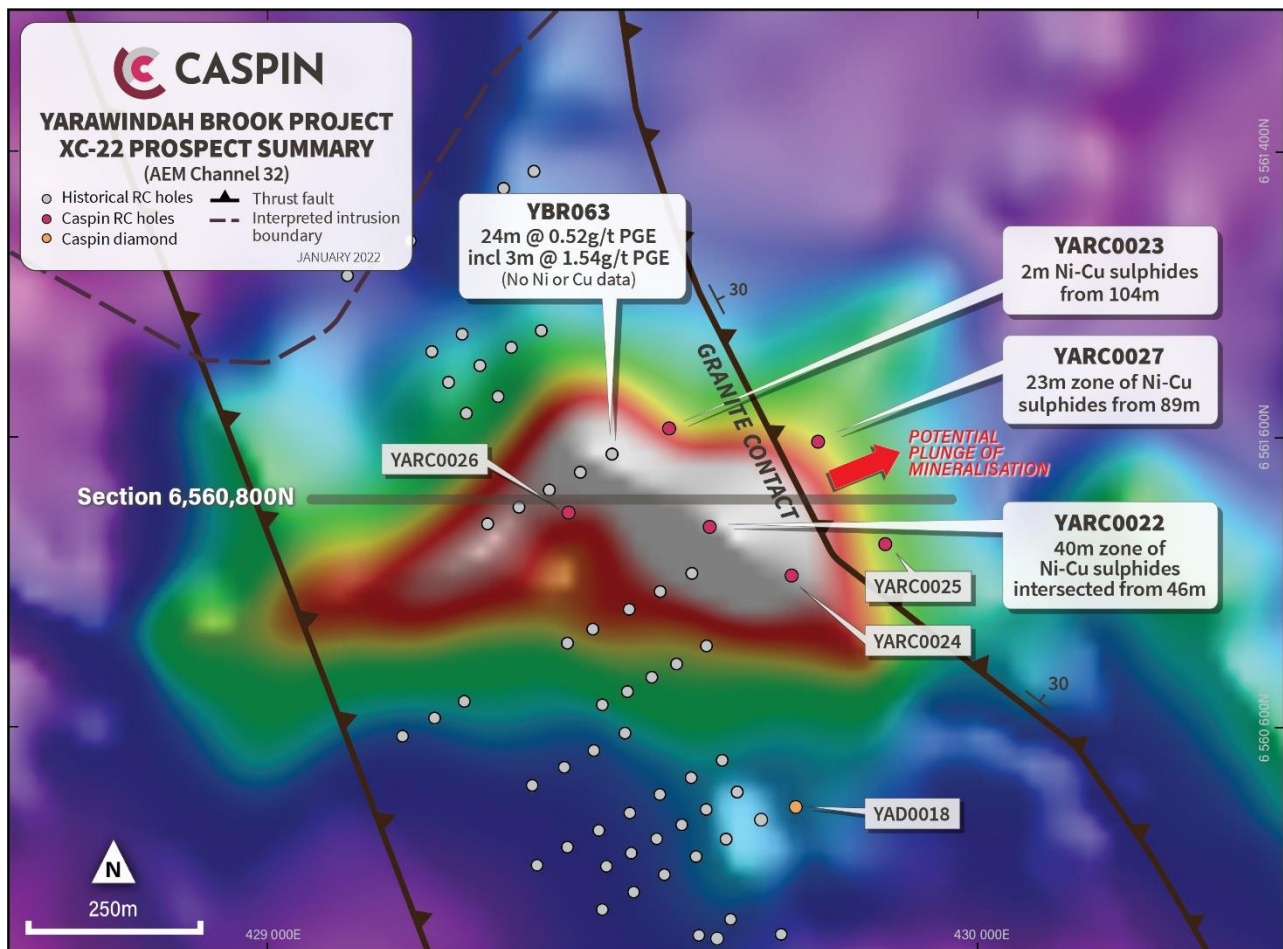 CASPIN
YARAWINDAH BROOK PROJECT
XC-22 PROSPECT SUMMARY
(AEM Channel 32)
Historical RC holes
Thrust fault
Caspin RC holes
Interpreted intrusion
boundary
Caspin diamond
JANUARY 2022
6 561 400N
YBR063
24m @ 0.52g/t PGE
incl 3m @ 1.54g/t PGE
(No Ni or Cu data)
YARC0023
2m Ni-Cu sulphides
from 104m
30
GRANITE CONTACT
YARC0027
23m zone of Ni-Cu
sulphides from 89m
6 561 600N
POTENTIAL
PLUNGE OF
MINERALISATION
YARC0026
Section 6,560,800N
YARC0022
40m zone of
Ni-Cu sulphides
intersected from 46m
YARC0025
YARC0024
30
6 560 600N
YAD0018
N
250m
429 000E
430 000E